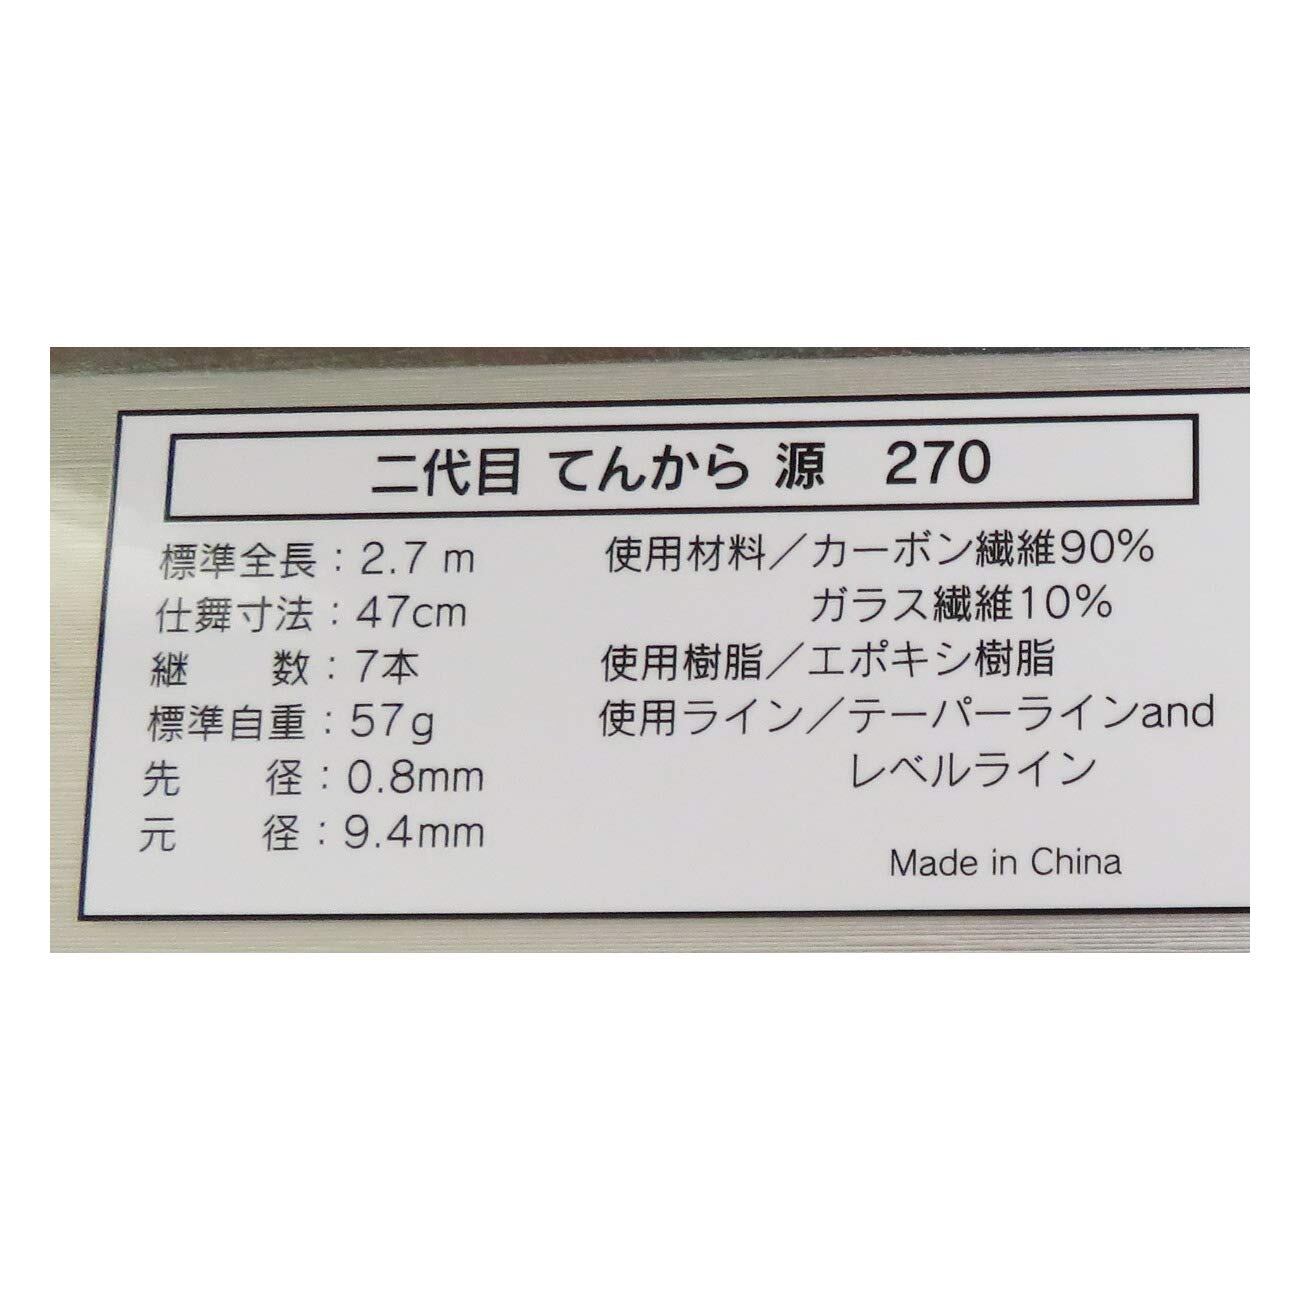 二代目 てんから 源　270
標準全長：2.7 m
仕舞寸法：47cm
継　　数：7本
標準自重：57g
先　　径：0.8mm
元　　径：9.4mm
使用材料／カーボン繊維90%
ガラス繊維10%
使用樹脂／エポキシ樹脂
使用ライン／テーパーラインand
レベルライン
Made in China